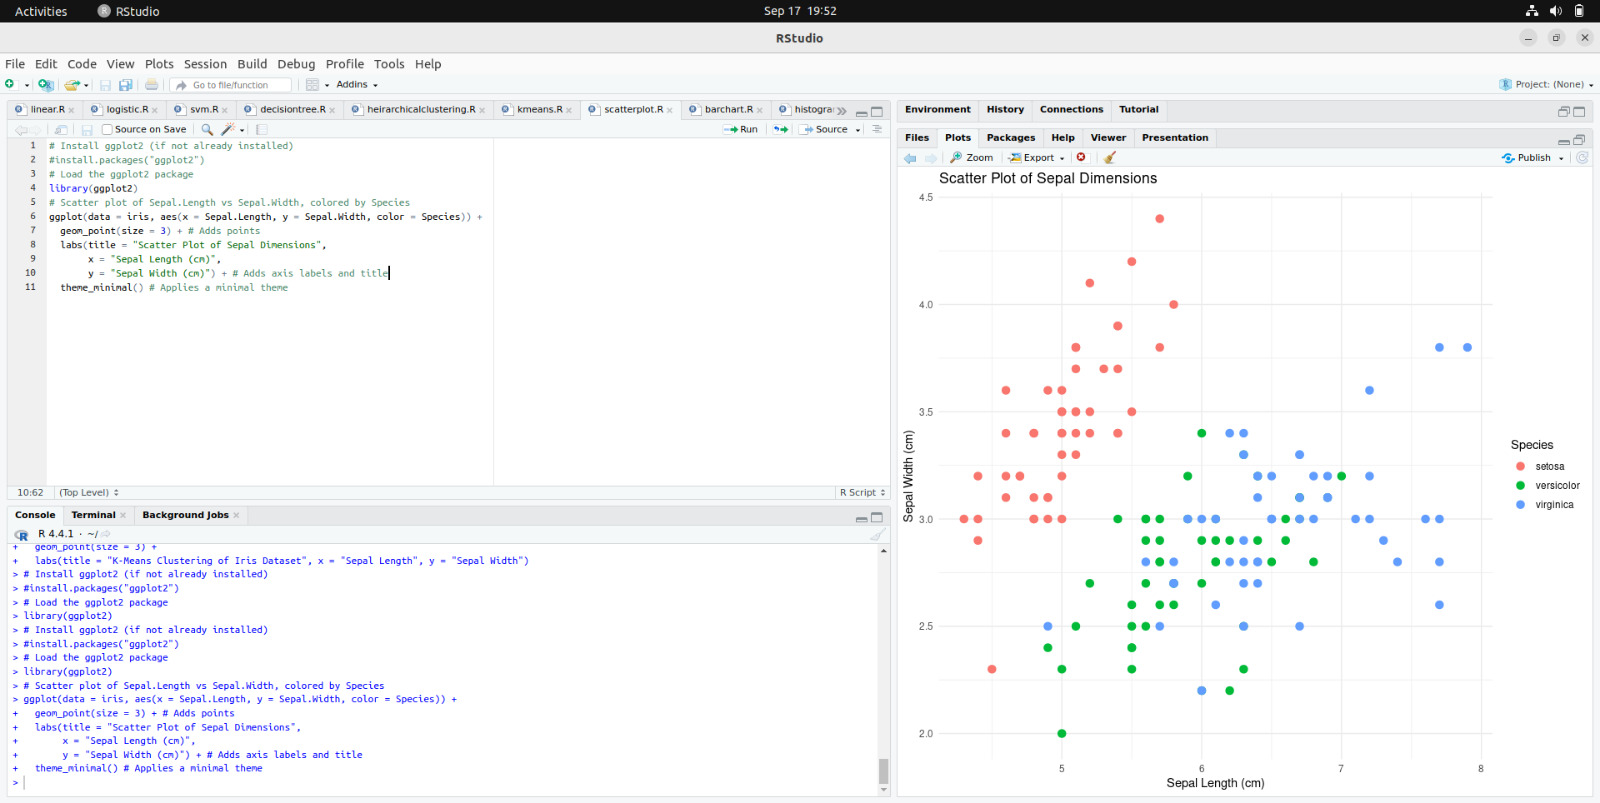 Activities RStudio Sep 17 19:52
RStudio
File Edit Code View Plots Session Build Debug Profile Tools Help
Go to file/function Addins Project: (None)
linear.R logistic.R svm.R decisiontree.R heirarchicalclustering.R kmeans.R scatterplot.R barchart.R histogra
Source on Save Run Source
1 # Install ggplot2 (if not already installed)
2 #install.packages("ggplot2")
3 # Load the ggplot2 package
4 library(ggplot2)
5 # Scatter plot of Sepal.Length vs Sepal.Width, colored by Species
6 ggplot(data = iris, aes(x = Sepal.Length, y = Sepal.Width, color = Species)) +
7 geom_point(size = 3) + # Adds points
8 labs(title = "Scatter Plot of Sepal Dimensions",
9 x = "Sepal Length (cm)",
10 y = "Sepal Width (cm)") + # Adds axis labels and title
11 theme_minimal() # Applies a minimal theme
10:62 (Top Level) R Script
Console Terminal Background Jobs
R 4.4.1 · ~/
+ geom_point(size = 3) +
+ labs(title = "K-Means Clustering of Iris Dataset", x = "Sepal Length", y = "Sepal Width")
> # Install ggplot2 (if not already installed)
> #install.packages("ggplot2")
> # Load the ggplot2 package
> library(ggplot2)
> # Install ggplot2 (if not already installed)
> #install.packages("ggplot2")
> # Load the ggplot2 package
> library(ggplot2)
> # Scatter plot of Sepal.Length vs Sepal.Width, colored by Species
> ggplot(data = iris, aes(x = Sepal.Length, y = Sepal.Width, color = Species)) +
+ geom_point(size = 3) + # Adds points
+ labs(title = "Scatter Plot of Sepal Dimensions",
+ x = "Sepal Length (cm)",
+ y = "Sepal Width (cm)") + # Adds axis labels and title
+ theme_minimal() # Applies a minimal theme
>
Environment History Connections Tutorial
Files Plots Packages Help Viewer Presentation
Zoom Export Publish
Scatter Plot of Sepal Dimensions
4.5
4.0
3.5
3.0
2.5
2.0
Sepal Width (cm)
5 6 7 8
Sepal Length (cm)
Species
setosa
versicolor
virginica